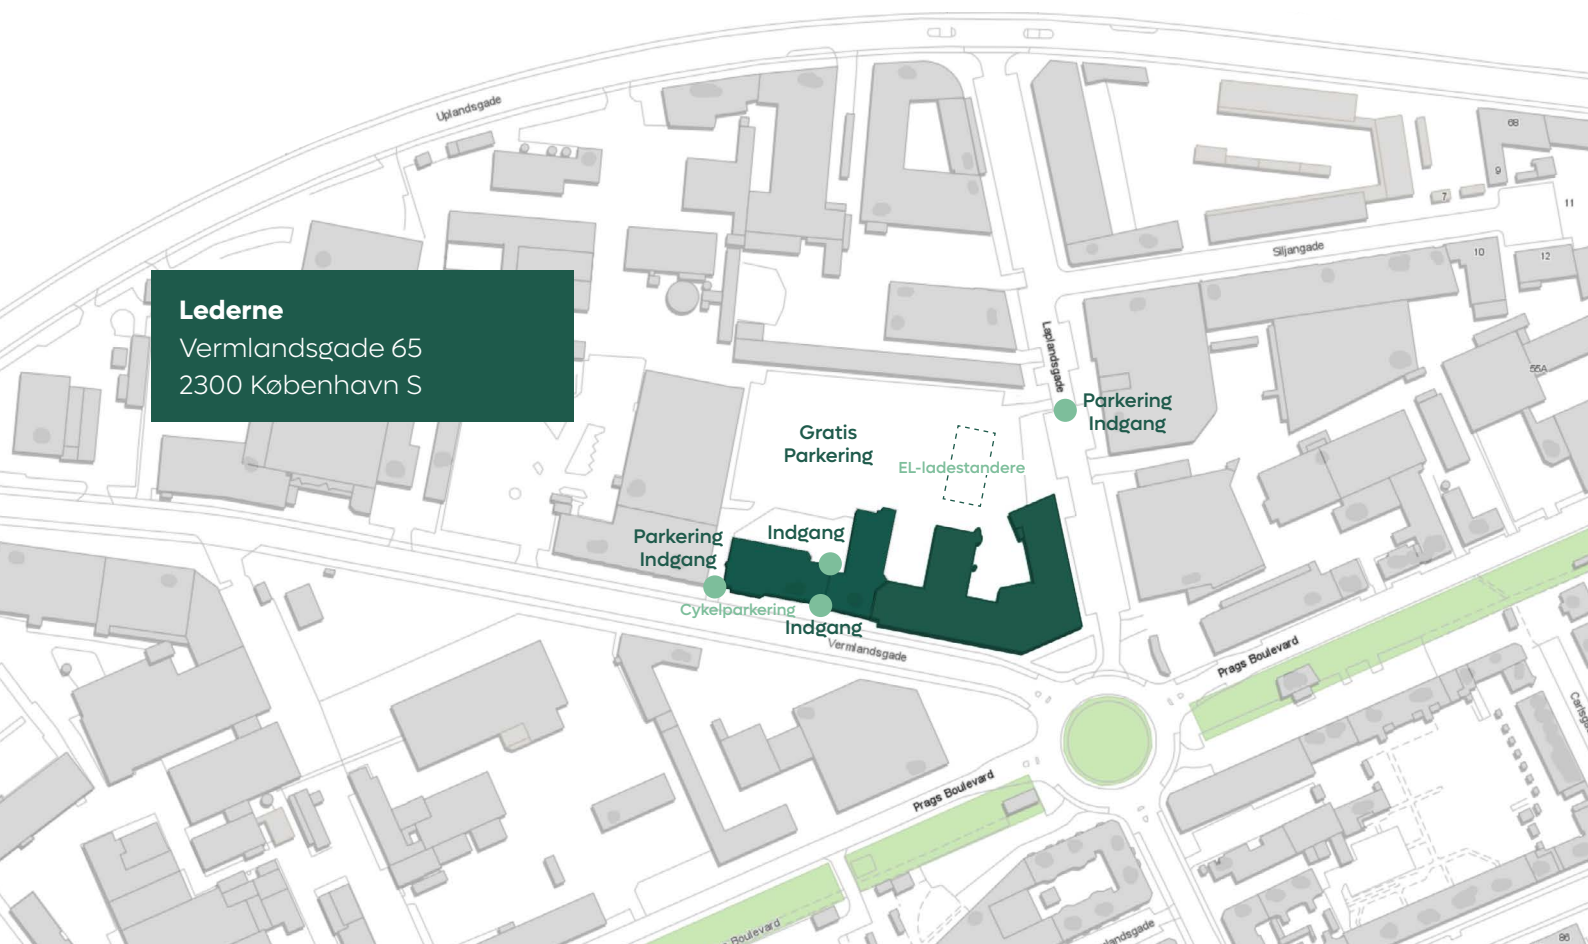 Uplandsgade
68
9
7
11
Siljangade
10
12
Lederne
Vermlandsgade 65
2300 København S
Laplandsgade
55A
Parkering
Indgang
Gratis
Parkering
EL-ladestandere
Parkering
Indgang
Indgang
Cykelparkering
Indgang
Vermlandsgade
Prags Boulevard
Prags Boulevard
Boulevard
86